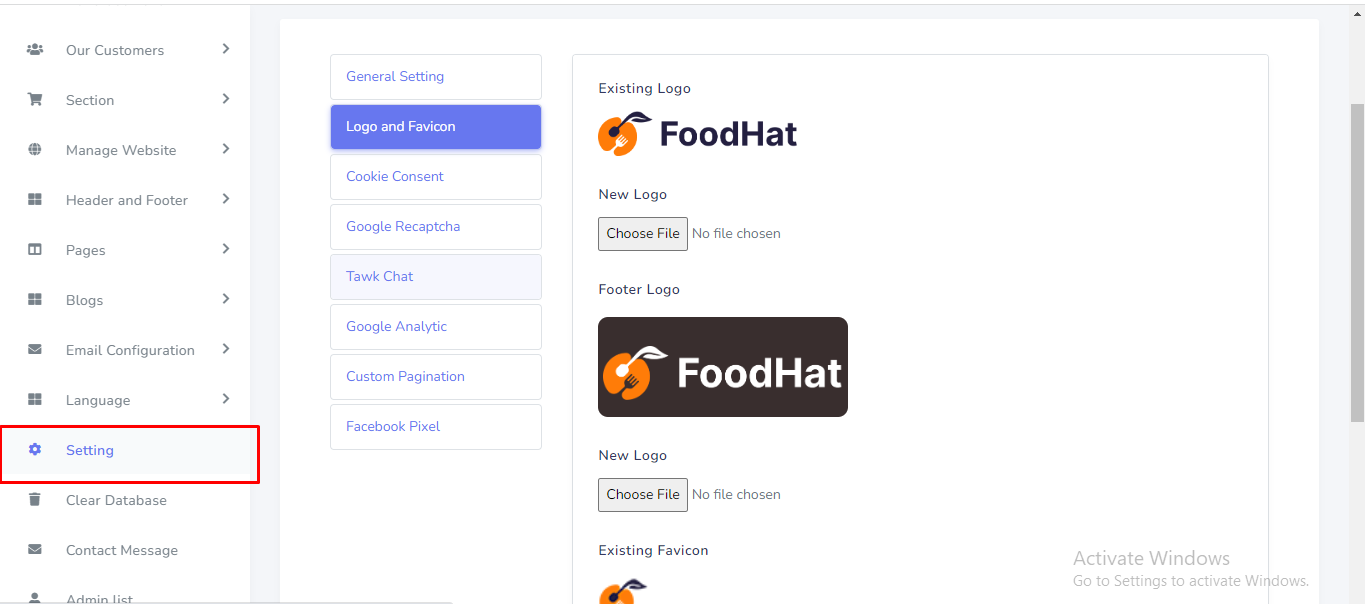 Our Customers
Section
Manage Website
Header and Footer
Pages
Blogs
Email Configuration
Language
Setting
Clear Database
Contact Message
Admin list
General Setting
Logo and Favicon
Cookie Consent
Google Recaptcha
Tawk Chat
Google Analytic
Custom Pagination
Facebook Pixel
Existing Logo
FoodHat
New Logo
Choose File No file chosen
Footer Logo
FoodHat
New Logo
Choose File No file chosen
Existing Favicon
Activate Windows
Go to Settings to activate Windows.